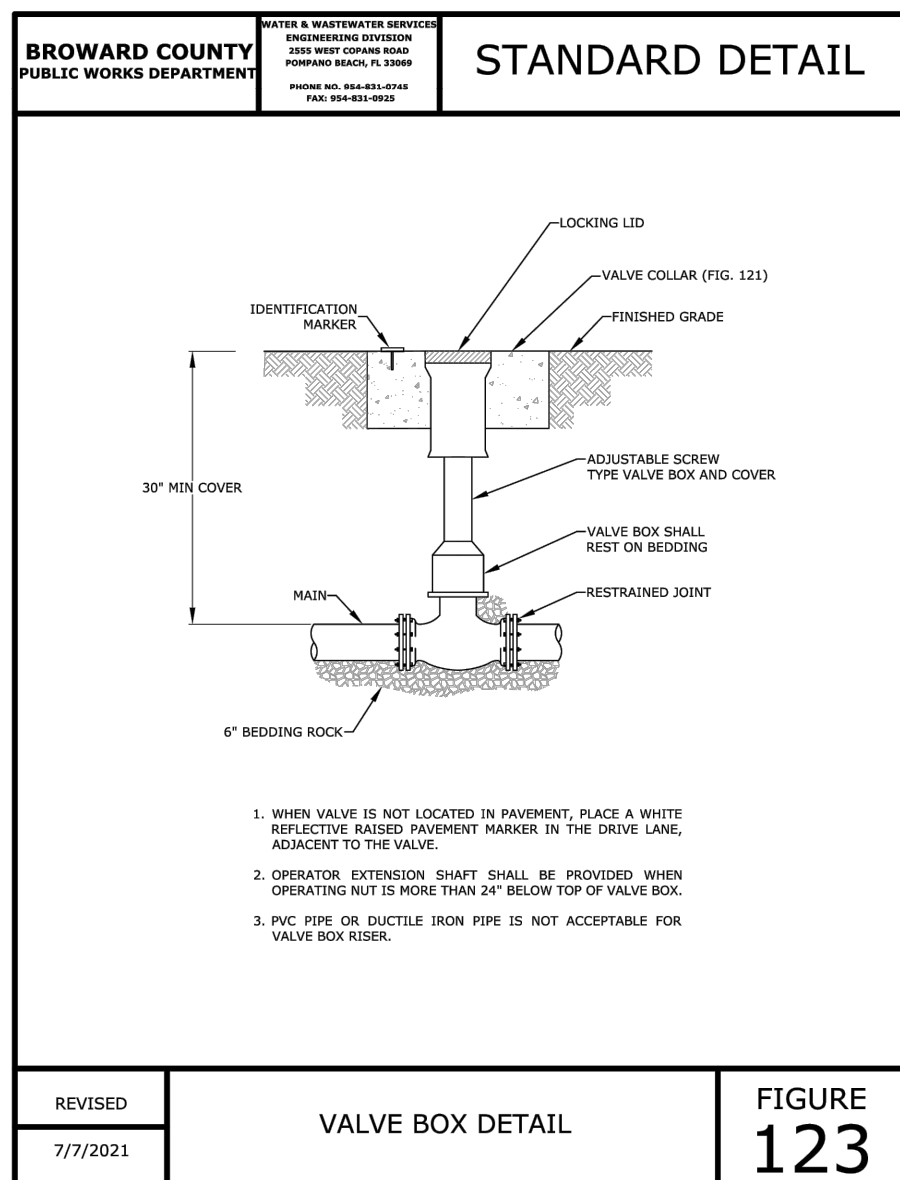 BROWARD COUNTY
PUBLIC WORKS DEPARTMENT
WATER & WASTEWATER SERVICES
ENGINEERING DIVISION
2555 WEST COPANS ROAD
POMPANO BEACH, FL 33069
PHONE NO. 954-831-0745
FAX: 954-831-0925
STANDARD DETAIL
LOCKING LID
VALVE COLLAR (FIG. 121)
IDENTIFICATION
MARKER
FINISHED GRADE
ADJUSTABLE SCREW
TYPE VALVE BOX AND COVER
30" MIN COVER
VALVE BOX SHALL
REST ON BEDDING
MAIN
RESTRAINED JOINT
6" BEDDING ROCK
1. WHEN VALVE IS NOT LOCATED IN PAVEMENT, PLACE A WHITE
REFLECTIVE RAISED PAVEMENT MARKER IN THE DRIVE LANE,
ADJACENT TO THE VALVE.
2. OPERATOR EXTENSION SHAFT SHALL BE PROVIDED WHEN
OPERATING NUT IS MORE THAN 24" BELOW TOP OF VALVE BOX.
3. PVC PIPE OR DUCTILE IRON PIPE IS NOT ACCEPTABLE FOR
VALVE BOX RISER.
REVISED
7/7/2021
VALVE BOX DETAIL
FIGURE
123